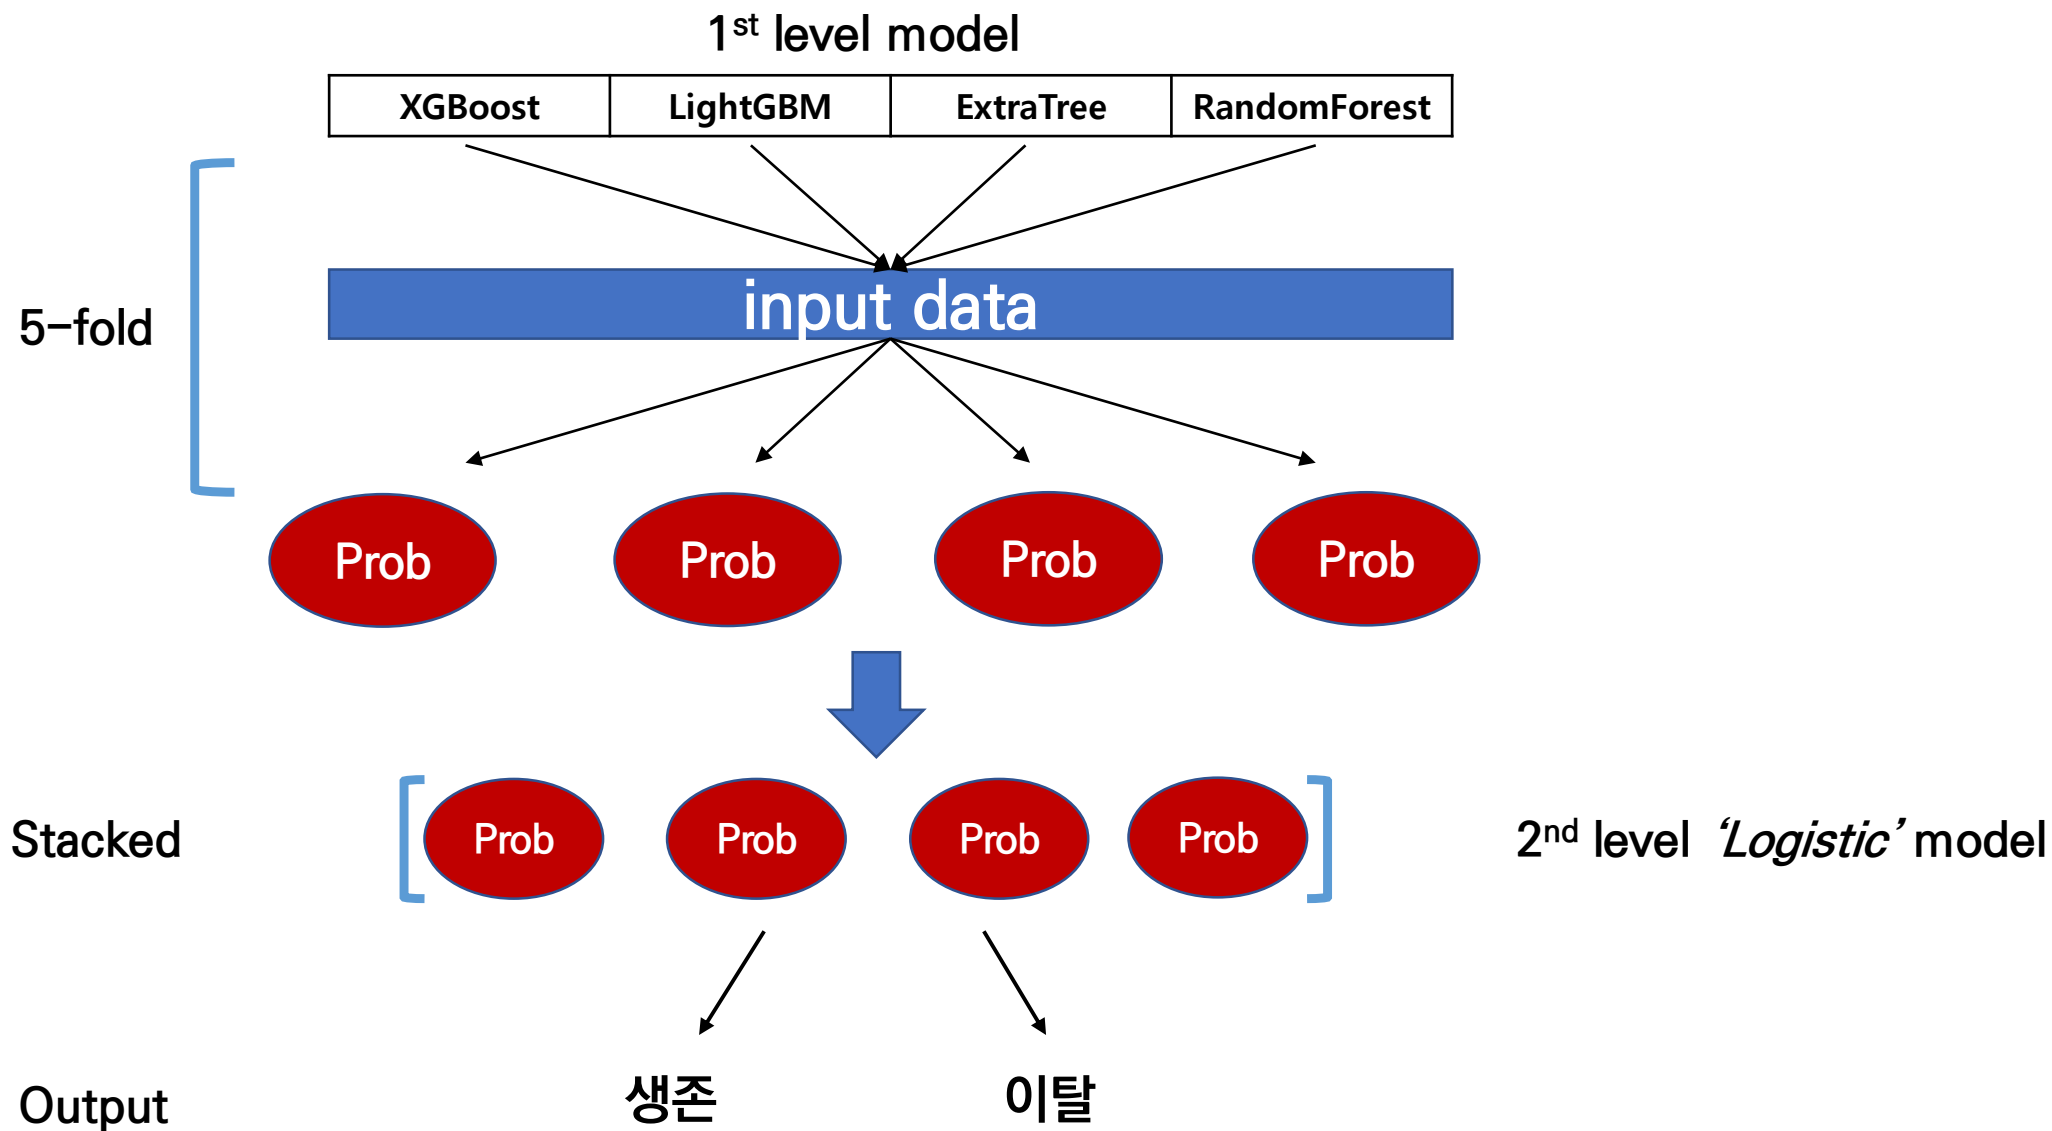 1st level model
XGBoost LightGBM ExtraTree RandomForest
input data
5-fold
Prob Prob Prob Prob
Stacked Prob Prob Prob Prob 2nd level ‘Logistic’ model
Output 생존 이탈